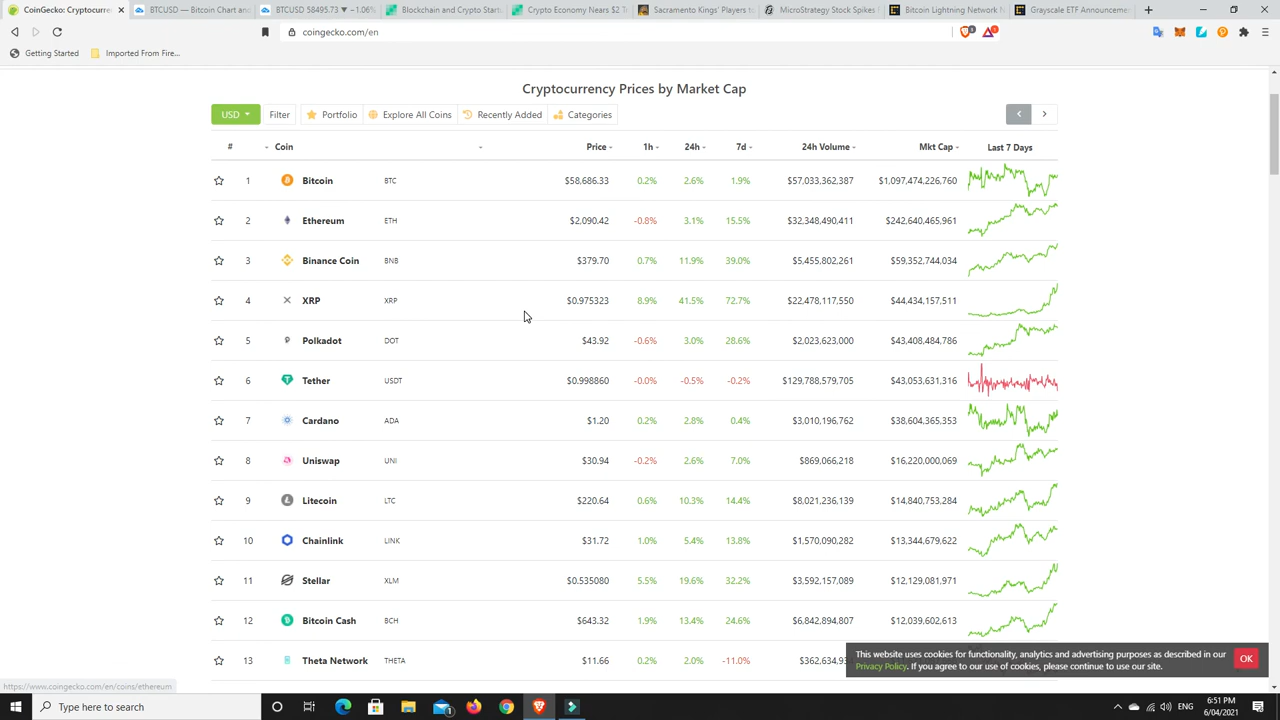 CoinGecko: Cryptocurrenc
BTCUSD — Bitcoin Chart and
BTCUSD 58495.73 ▼ −1.06%
Blockchain and Crypto Start
Crypto Economy Nears $2 T
Sacramento Kings' Players to
MicroStrategy Stock Spikes
Bitcoin Lightning Network N
Grayscale ETF Announceme
coingecko.com/en
Getting Started
Imported From Fire...
Cryptocurrency Prices by Market Cap
USD Filter Portfolio Explore All Coins Recently Added Categories
# Coin Price 1h 24h 7d 24h Volume Mkt Cap Last 7 Days
1 Bitcoin BTC $58,686.33 0.2% 2.6% 1.9% $57,033,362,387 $1,097,474,226,760
2 Ethereum ETH $2,090.42 -0.8% 3.1% 15.5% $32,348,490,411 $242,640,465,961
3 Binance Coin BNB $379.70 0.7% 11.9% 39.0% $5,455,802,261 $59,352,744,034
4 XRP XRP $0.975323 8.9% 41.5% 72.7% $22,478,117,550 $44,434,157,511
5 Polkadot DOT $43.92 -0.6% 3.0% 28.6% $2,023,623,000 $43,408,484,786
6 Tether USDT $0.998860 -0.0% -0.5% -0.2% $129,788,579,705 $43,053,631,316
7 Cardano ADA $1.20 0.2% 2.8% 0.4% $3,010,196,762 $38,604,365,353
8 Uniswap UNI $30.94 -0.2% 2.6% 7.0% $869,066,218 $16,220,000,069
9 Litecoin LTC $220.64 0.6% 10.3% 14.4% $8,021,236,139 $14,840,753,284
10 Chainlink LINK $31.72 1.0% 5.4% 13.8% $1,570,090,282 $13,344,679,622
11 Stellar XLM $0.535080 5.5% 19.6% 32.2% $3,592,157,089 $12,129,081,971
12 Bitcoin Cash BCH $643.32 1.9% 13.4% 24.6% $6,842,894,807 $12,039,602,613
13 Theta Network THETA $11.66 0.2% 2.0% -11.0% $362,634,9
This website uses cookies for functionality, analytics and advertising purposes as described in our
Privacy Policy. If you agree to our use of cookies, please continue to use our site.
OK
https://www.coingecko.com/en/coins/ethereum
Type here to search
ENG
6:51 PM
6/04/2021